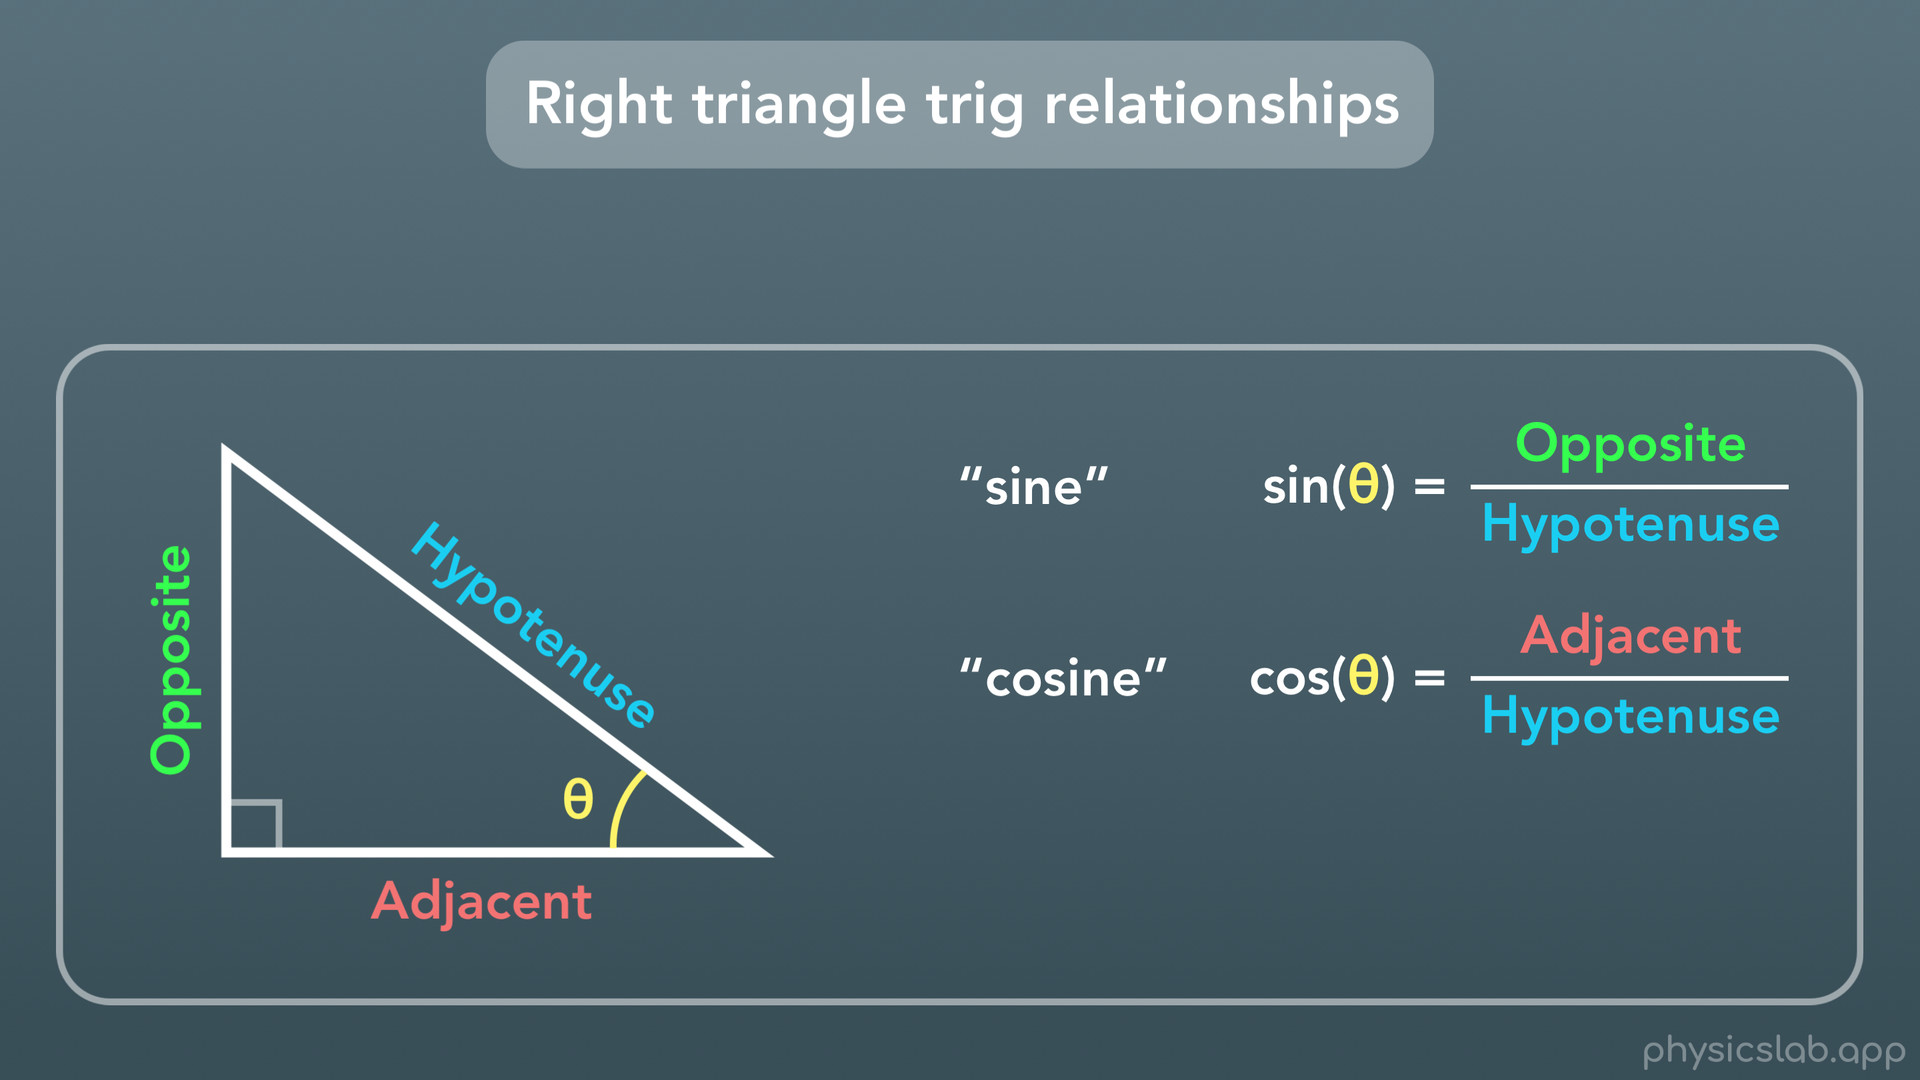 Right triangle trig relationships
Opposite
Hypotenuse
θ
Adjacent
“sine”
sin(θ) =
Opposite
Hypotenuse
“cosine”
cos(θ) =
Adjacent
Hypotenuse
physicslab.app